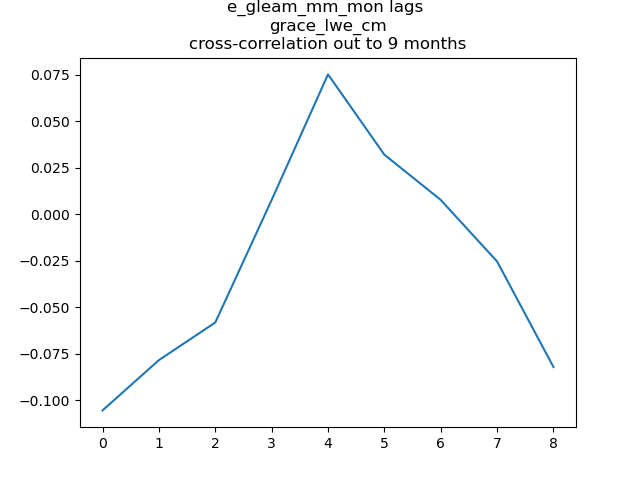 e_gleam_mm_mon lags
grace_lwe_cm
cross-correlation out to 9 months
0.075
0.050
0.025
0.000
−0.025
−0.050
−0.075
−0.100
0 1 2 3 4 5 6 7 8